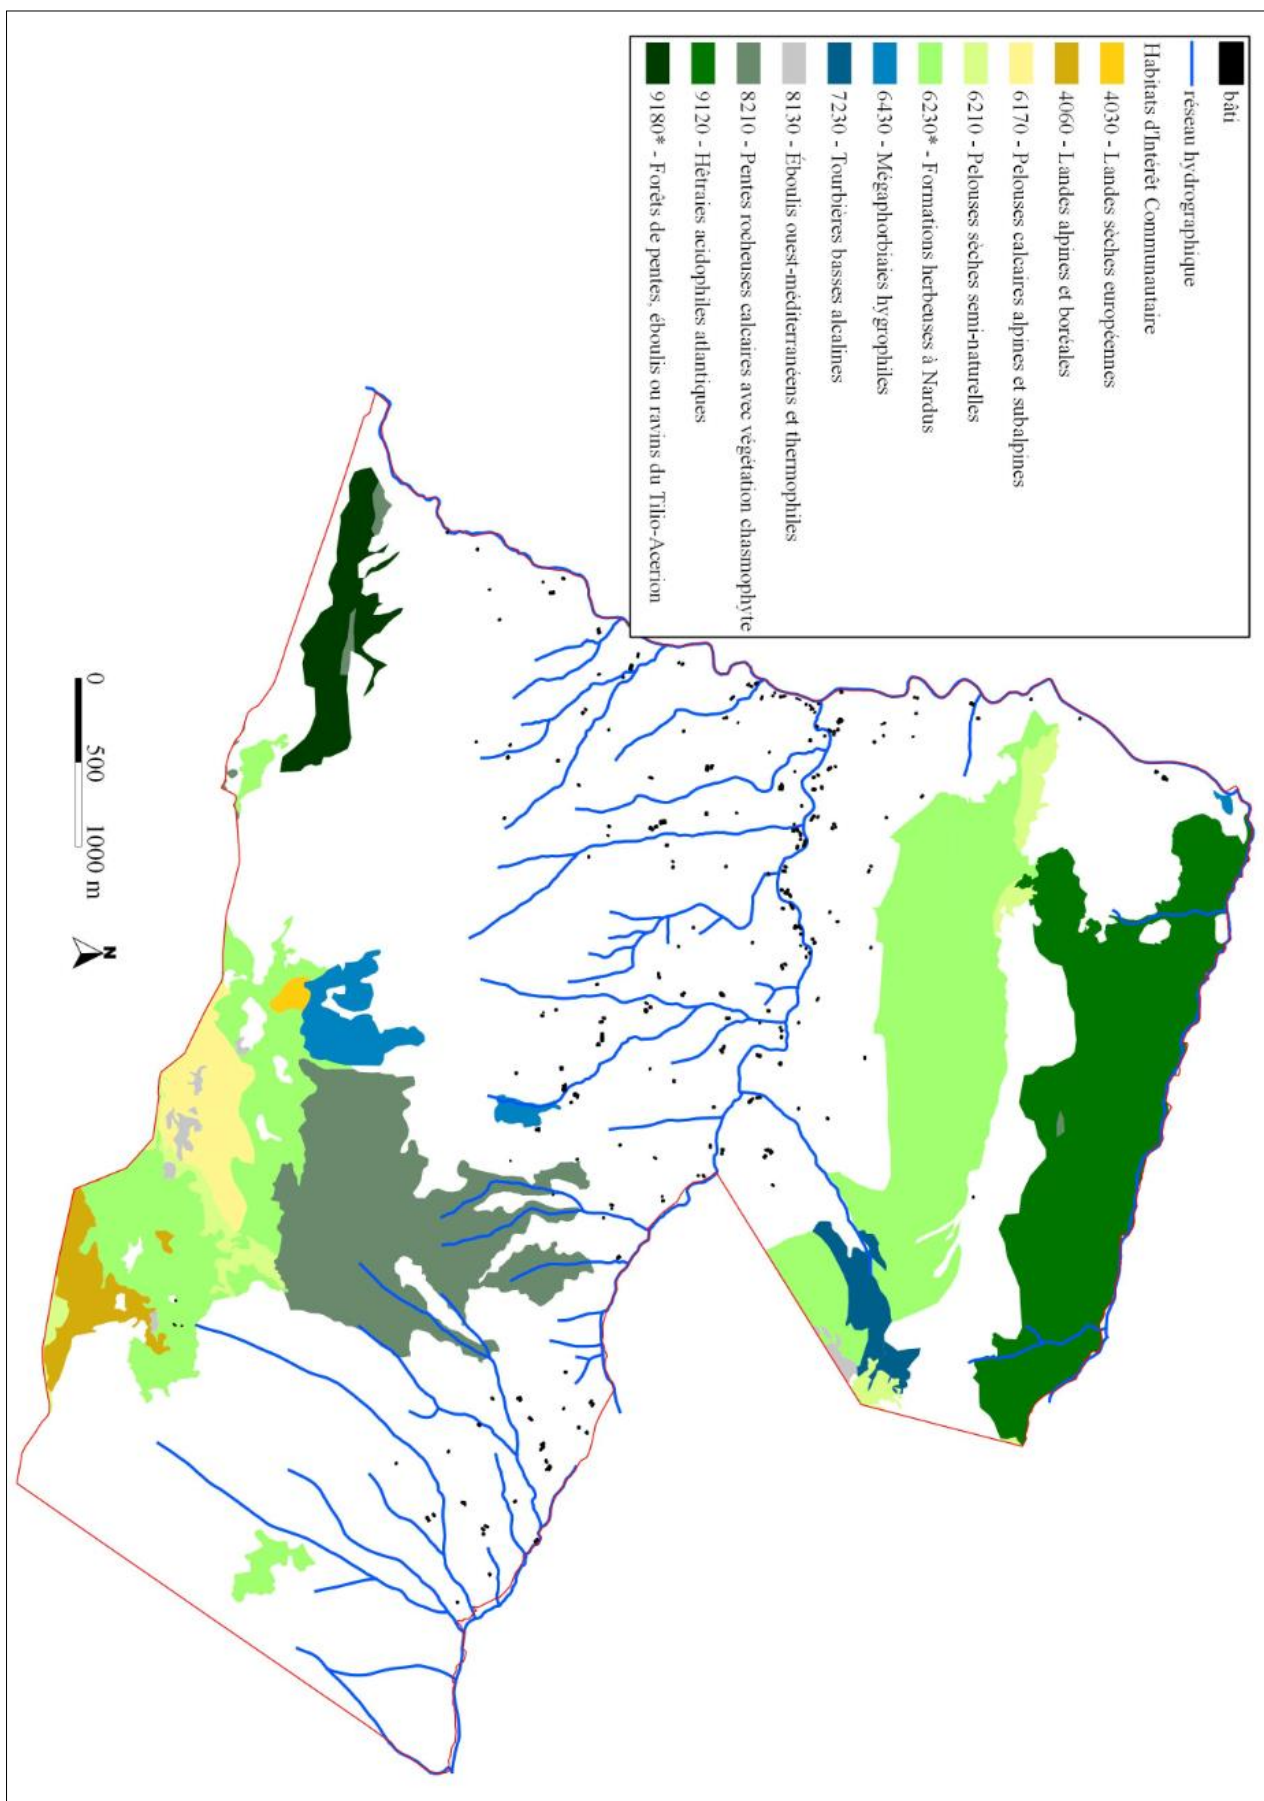 bâti
réseau hydrographique
Habitats d'Intérêt Communautaire
4030 - Landes sèches européennes
4060 - Landes alpines et boréales
6170 - Pelouses calcaires alpines et subalpines
6210 - Pelouses sèches semi-naturelles
6230* - Formations herbeuses à Nardus
6430 - Mégaphorbiaies hygrophiles
7230 - Tourbières basses alcalines
8130 - Éboulis ouest-méditerranéens et thermophiles
8210 - Pentes rocheuses calcaires avec végétation chasmophyte
9120 - Hêtraies acidophiles atlantiques
9180* - Forêts de pentes, éboulis ou ravins du Tilio-Acerion
0 500 1000 m
N